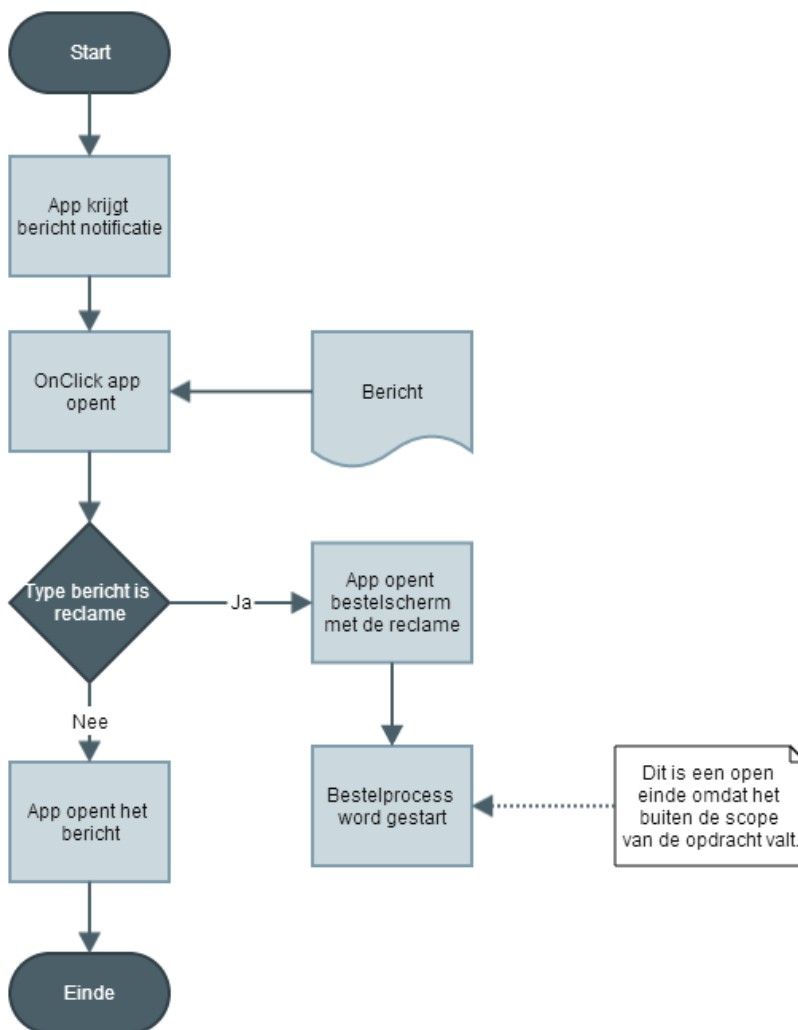 Start
App krijgt
bericht notificatie
OnClick app
opent
Bericht
Type bericht is
reclame
Ja
App opent
bestelscherm
met de reclame
Nee
App opent het
bericht
Bestelprocess
word gestart
Dit is een open
einde omdat het
buiten de scope
van de opdracht valt.
Einde